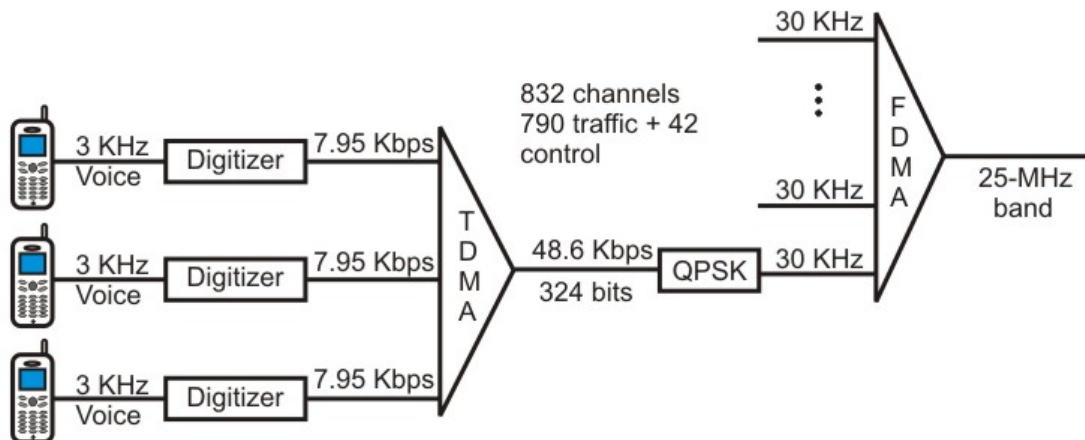 30 KHz
832 channels
790 traffic + 42
control
FDMA
3 KHz
Voice
Digitizer
7.95 Kbps
TDMA
30 KHz
25-MHz
band
3 KHz
Voice
Digitizer
7.95 Kbps
48.6 Kbps
324 bits
QPSK
30 KHz
3 KHz
Voice
Digitizer
7.95 Kbps